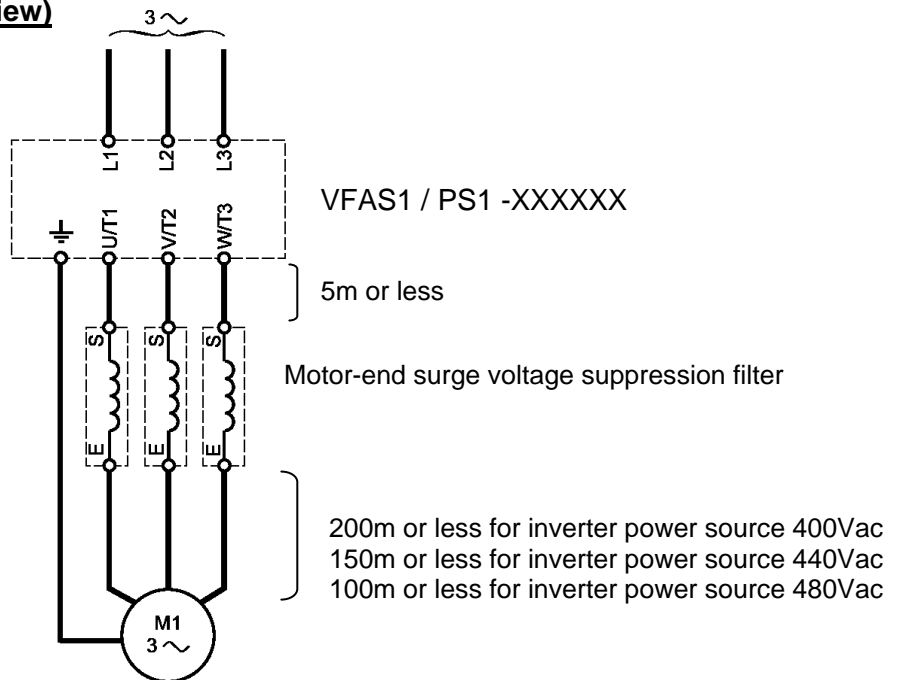 iew)
3
L1 L2 L3
U/T1 V/T2 W/T3
VFAS1 / PS1 -XXXXXX
5m or less
S S S
Motor-end surge voltage suppression filter
E E E
200m or less for inverter power source 400Vac
150m or less for inverter power source 440Vac
100m or less for inverter power source 480Vac
M1
3